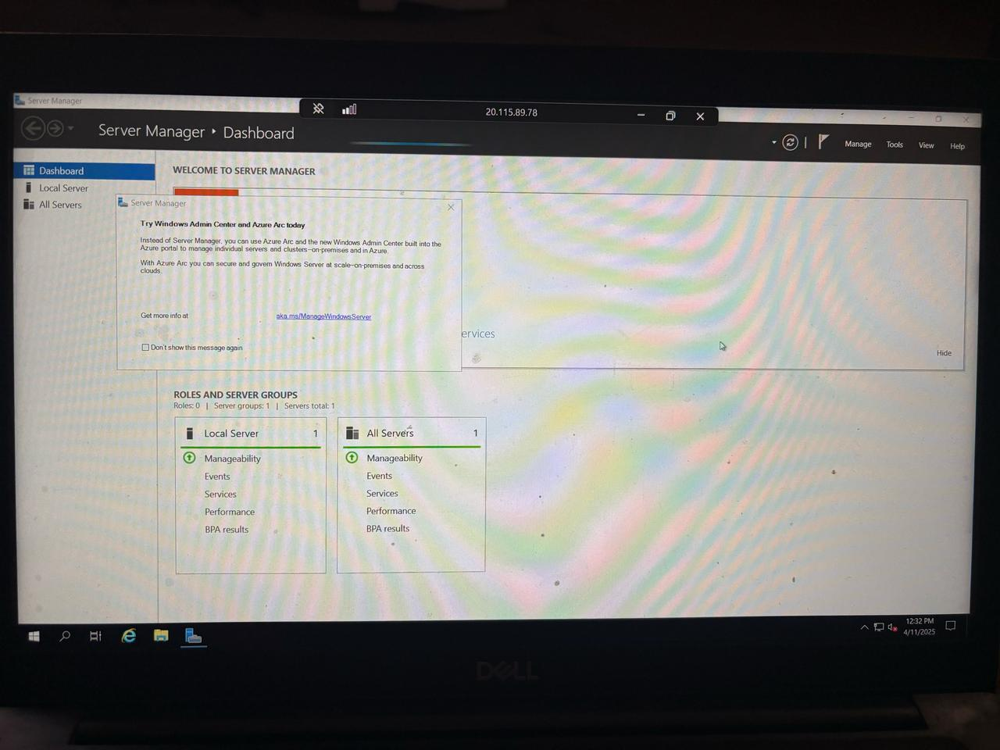 Server Manager
20.115.89.78
Server Manager
Dashboard
Manage
Tools
View
Help
Dashboard
Local Server
All Servers
WELCOME TO SERVER MANAGER
Server Manager
Try Windows Admin Center and Azure Arc today
Instead of Server Manager, you can use Azure Arc and the new Windows Admin Center built into the
Azure portal to manage individual servers and clusters–on-premises and in Azure.
With Azure Arc you can secure and govern Windows Server at scale–on-premises and across
clouds.
Get more info at
aka.ms/ManageWindowsServer
Don't show this message again
ervices
Hide
ROLES AND SERVER GROUPS
Roles: 0 | Server groups: 1 | Servers total: 1
Local Server 1
Manageability
Events
Services
Performance
BPA results
All Servers 1
Manageability
Events
Services
Performance
BPA results
12:32 PM
4/11/2025
DELL